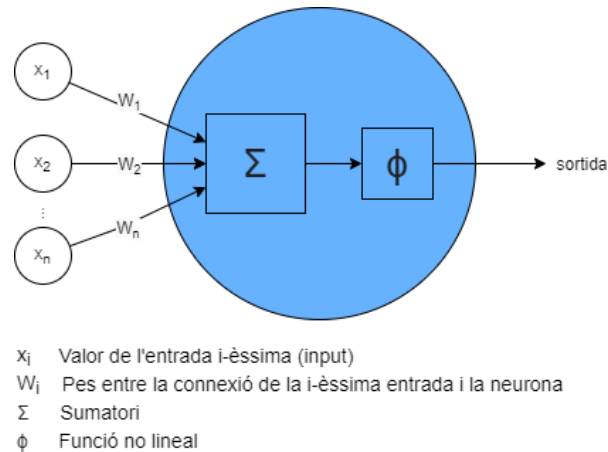 x1
W1
x2
W2
Σ
ϕ
sortida
...
Wn
xn
xi Valor de l'entrada i-èssima (input)
Wi Pes entre la connexió de la i-èssima entrada i la neurona
Σ Sumatori
ϕ Funció no lineal